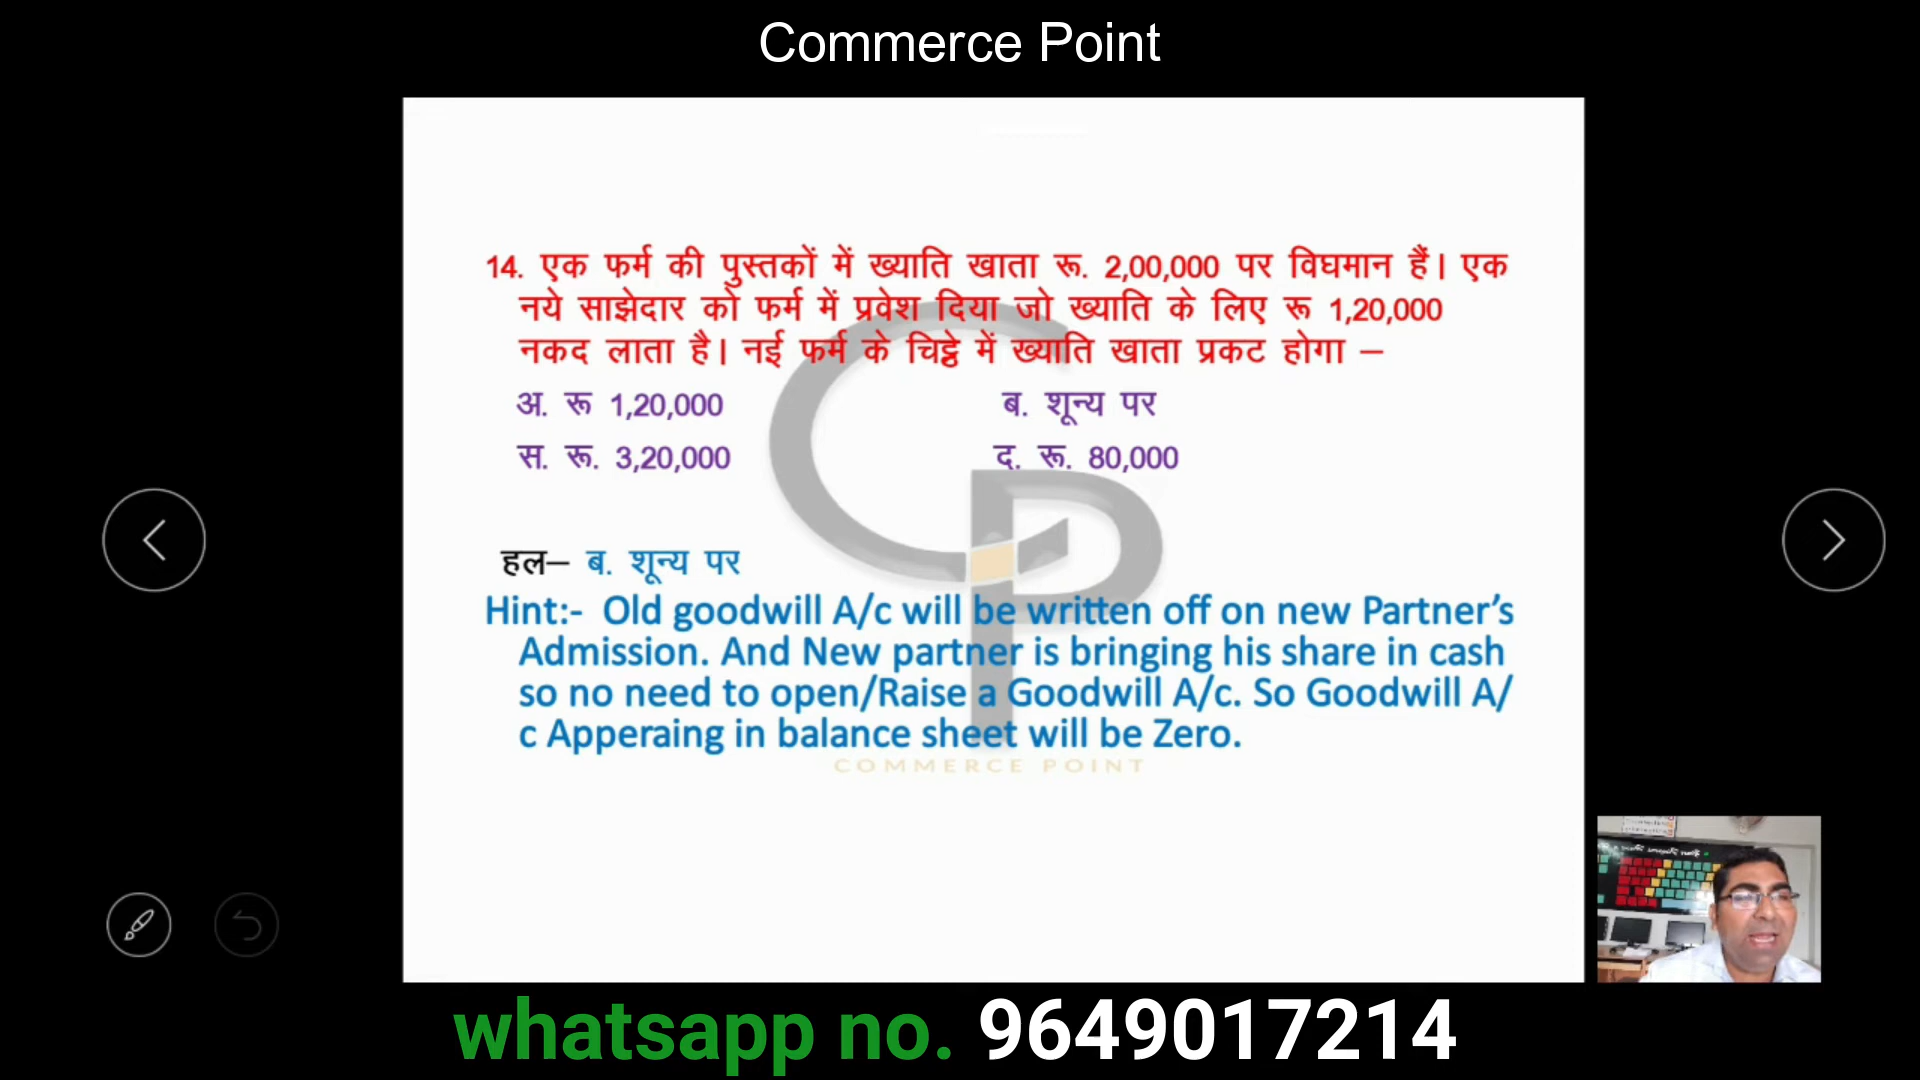 Commerce Point
14. एक फर्म की पुस्तकों में ख्याति खाता रू. 2,00,000 पर विघमान हैं। एक
नये साझेदार को फर्म में प्रवेश दिया जो ख्याति के लिए रू 1,20,000
नकद लाता है। नई फर्म के चिट्ठे में ख्याति खाता प्रकट होगा –
अ. रू 1,20,000 ब. शून्य पर
स. रू. 3,20,000 द. रू. 80,000
हल– ब. शून्य पर
Hint:- Old goodwill A/c will be written off on new Partner’s
Admission. And New partner is bringing his share in cash
so no need to open/Raise a Goodwill A/c. So Goodwill A/
c Apperaing in balance sheet will be Zero.
COMMERCE POINT
whatsapp no. 9649017214